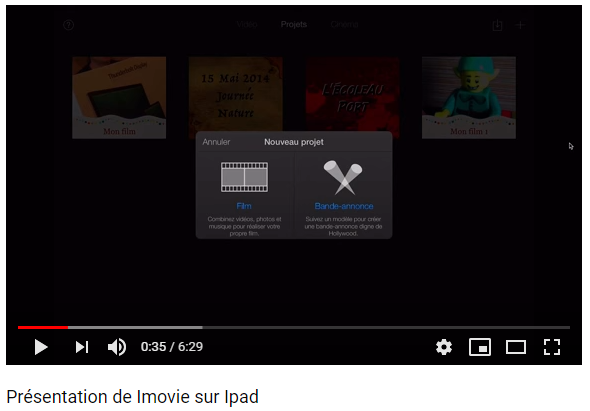 Vidéo Projets Cinéma
15 Mai 2014
Journée
Nature
L'ÉCOLEAU
PORT
Mon film
Mon film 1
Annuler Nouveau projet
Film
Combinez vidéos, photos et
musique pour réaliser votre
propre film.
Bande-annonce
Suivez un modèle pour créer
une bande-annonce digne de
Hollywood.
0:35 / 6:29
Présentation de Imovie sur Ipad